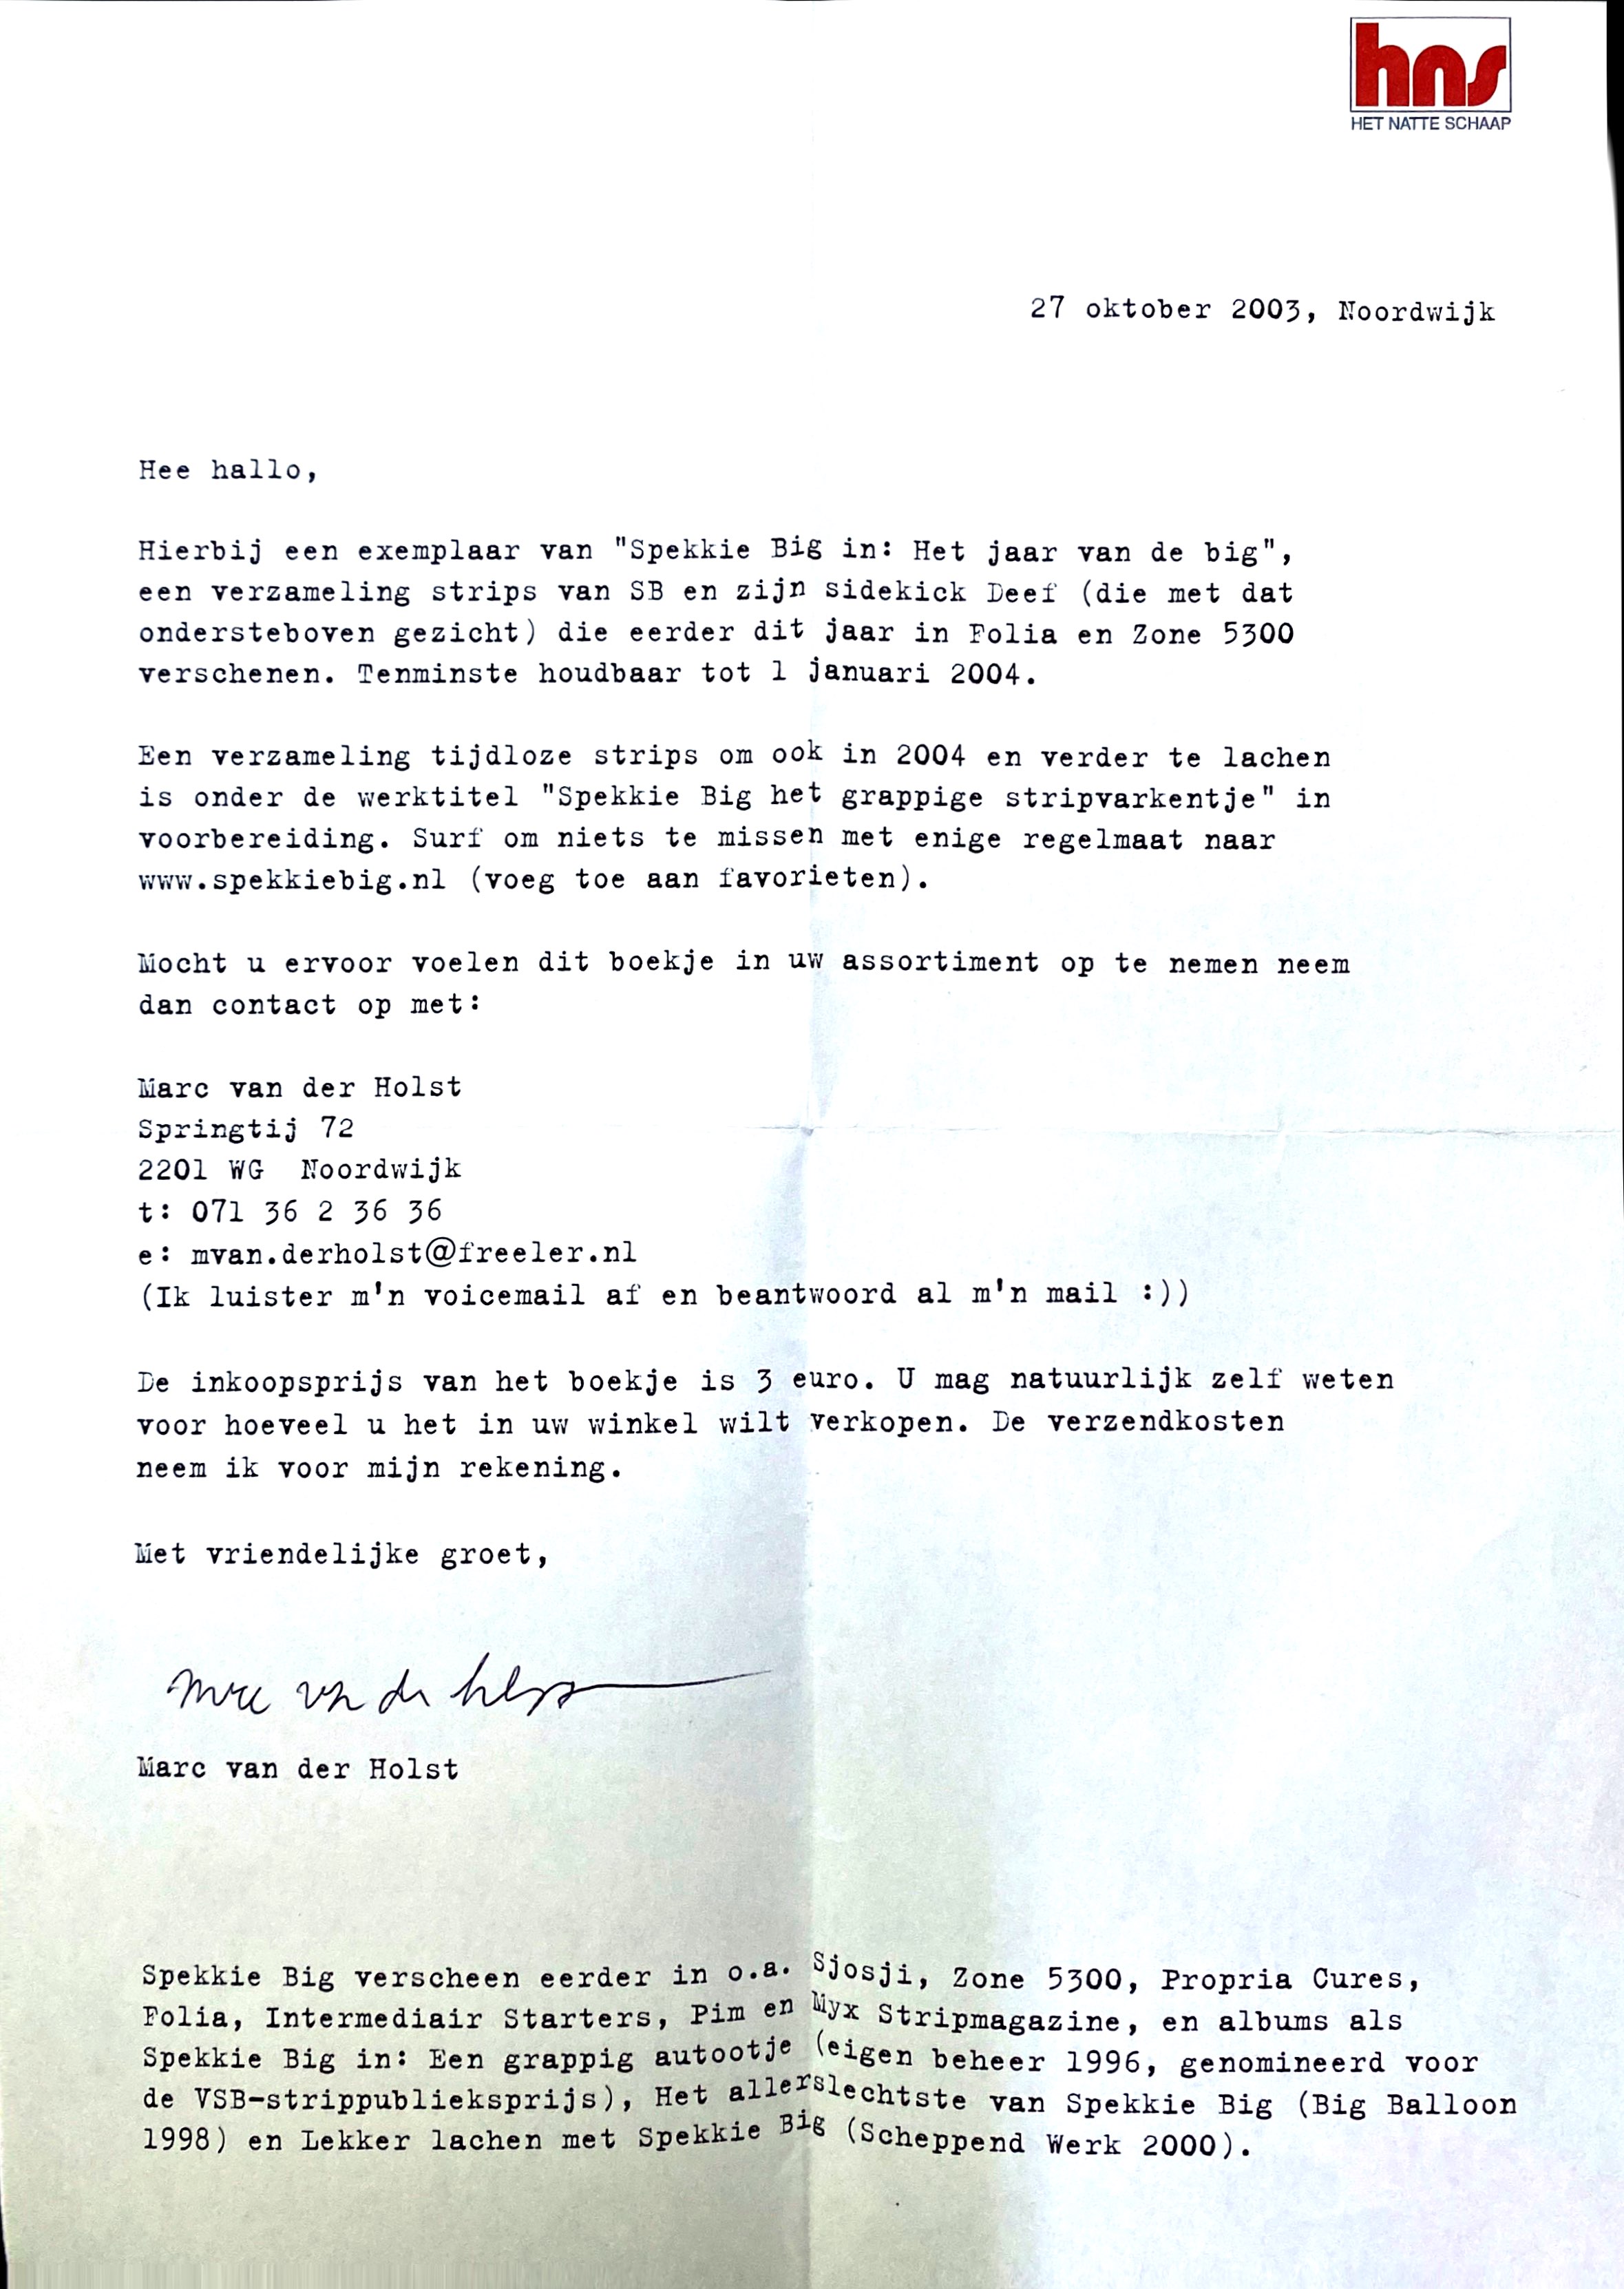 hns
HET NATTE SCHAAP
27 oktober 2003, Noordwijk
Hee hallo,
Hierbij een exemplaar van "Spekkie Big in: Het jaar van de big",
een verzameling strips van SB en zijn sidekick Deef (die met dat
ondersteboven gezicht) die eerder dit jaar in Folia en Zone 5300
verschenen. Tenminste houdbaar tot 1 januari 2004.
Een verzameling tijdloze strips om ook in 2004 en verder te lachen
is onder de werktitel "Spekkie Big het grappige stripvarkentje" in
voorbereiding. Surf om niets te missen met enige regelmaat naar
www.spekkiebig.nl (voeg toe aan favorieten).
Mocht u ervoor voelen dit boekje in uw assortiment op te nemen neem
dan contact op met:
Marc van der Holst
Springtij 72
2201 WG  Noordwijk
t: 071 36 2 36 36
e: mvan.derholst@freeler.nl
(Ik luister m'n voicemail af en beantwoord al m'n mail :))
De inkoopsprijs van het boekje is 3 euro. U mag natuurlijk zelf weten
voor hoeveel u het in uw winkel wilt verkopen. De verzendkosten
neem ik voor mijn rekening.
Met vriendelijke groet,
Marc van der Holst
Marc van der Holst
Spekkie Big verscheen eerder in o.a. Sjosji, Zone 5300, Propria Cures,
Folia, Intermediair Starters, Pim en Myx Stripmagazine, en albums als
Spekkie Big in: Een grappig autootje (eigen beheer 1996, genomineerd voor
de VSB-strippublieksprijs), Het allerslechtste van Spekkie Big (Big Balloon
1998) en Lekker lachen met Spekkie Big (Scheppend Werk 2000).